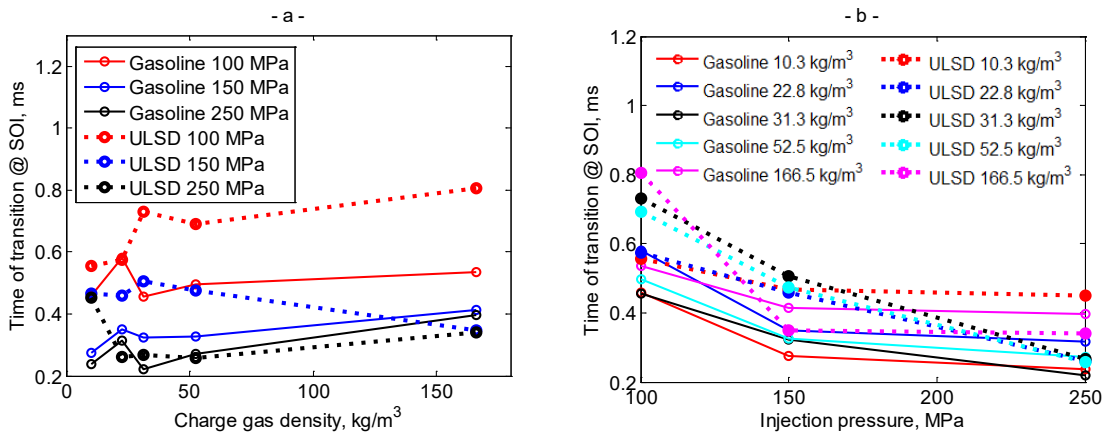 - a -
1.2
1
0.8
0.6
0.4
0.2
0
50
100
150
Time of transition @ SOI, ms
Charge gas density, kg/m³
Gasoline 100 MPa
Gasoline 150 MPa
Gasoline 250 MPa
ULSD 100 MPa
ULSD 150 MPa
ULSD 250 MPa
- b -
1.2
1
0.8
0.6
0.4
0.2
100
150
200
250
Time of transition @ SOI, ms
Injection pressure, MPa
Gasoline 10.3 kg/m³
Gasoline 22.8 kg/m³
Gasoline 31.3 kg/m³
Gasoline 52.5 kg/m³
Gasoline 166.5 kg/m³
ULSD 10.3 kg/m³
ULSD 22.8 kg/m³
ULSD 31.3 kg/m³
ULSD 52.5 kg/m³
ULSD 166.5 kg/m³